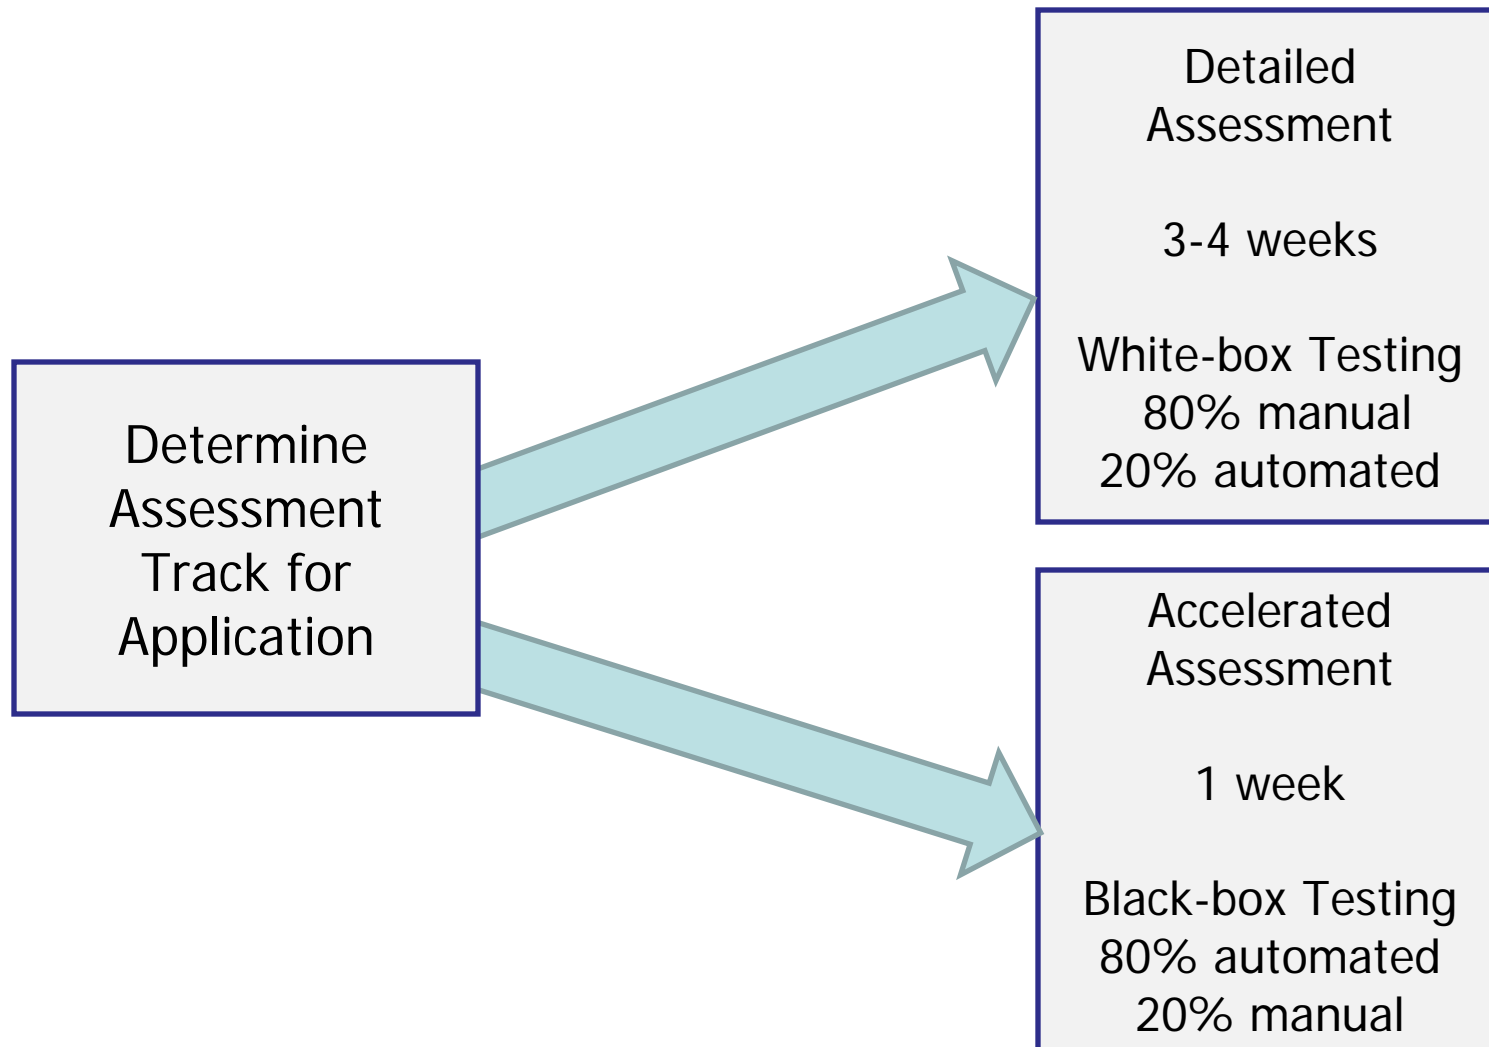 Determine
Assessment
Track for
Application
Detailed
Assessment
3-4 weeks
White-box Testing
80% manual
20% automated
Accelerated
Assessment
1 week
Black-box Testing
80% automated
20% manual